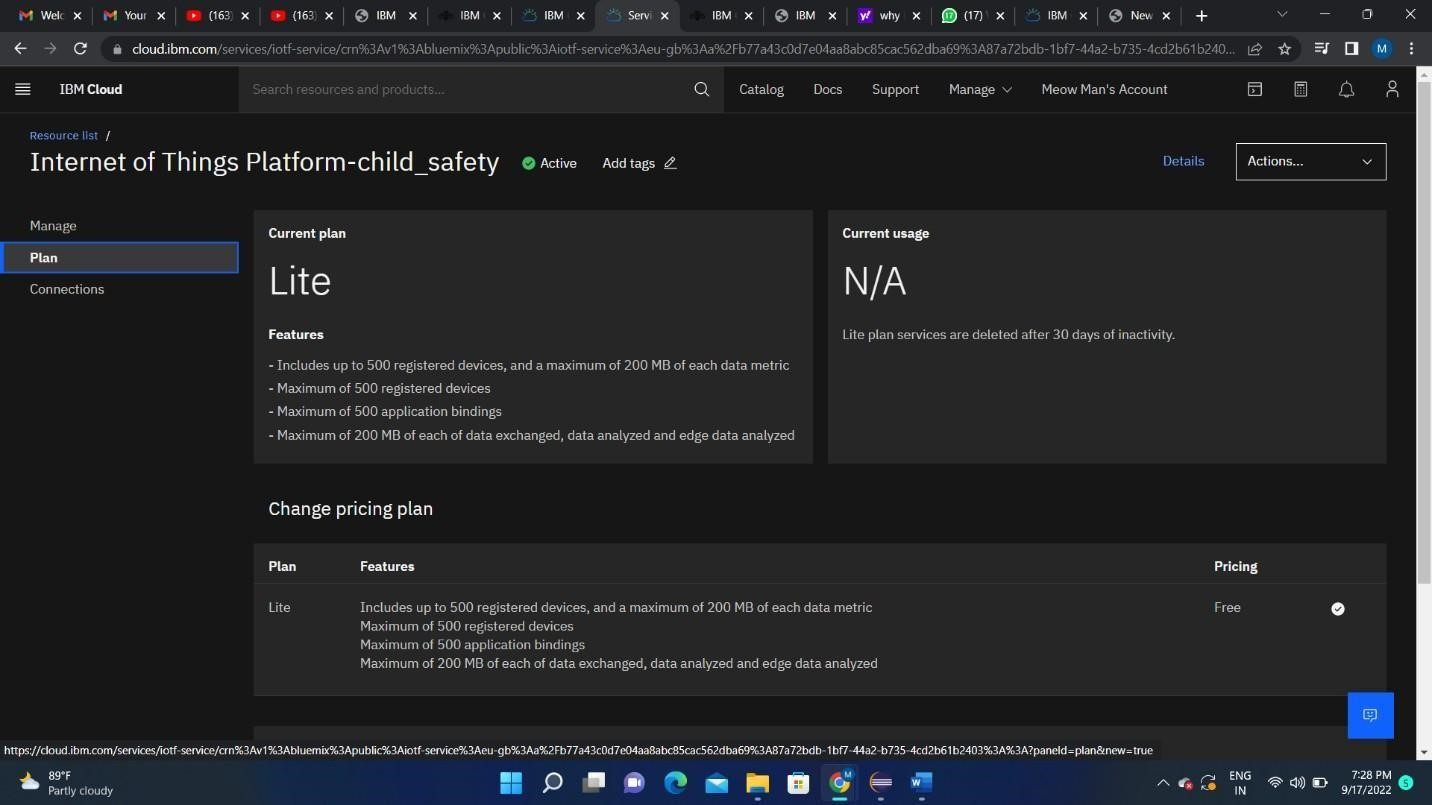 Welc
Your
(163)
(163)
IBM
IBM
IBM
Servi
IBM
IBM
why
(17)
IBM
New
cloud.ibm.com/services/iotf-service/crn%3Av1%3Abluemix%3Apublic%3Aiotf-service%3Aeu-gb%3Aa%2Fb77a43c0d7e04aa8abc85cac562dba69%3A87a72bdb-1bf7-44a2-b735-4cd2b61b240...
M
IBM Cloud
Search resources and products...
Catalog
Docs
Support
Manage
Meow Man's Account
Resource list /
Internet of Things Platform-child_safety
Active
Add tags
Details
Actions...
Manage
Plan
Connections
Current plan
Lite
Features
- Includes up to 500 registered devices, and a maximum of 200 MB of each data metric
- Maximum of 500 registered devices
- Maximum of 500 application bindings
- Maximum of 200 MB of each of data exchanged, data analyzed and edge data analyzed
Current usage
N/A
Lite plan services are deleted after 30 days of inactivity.
Change pricing plan
Plan Features Pricing
Lite Includes up to 500 registered devices, and a maximum of 200 MB of each data metric Free
Maximum of 500 registered devices
Maximum of 500 application bindings
Maximum of 200 MB of each of data exchanged, data analyzed and edge data analyzed
https://cloud.ibm.com/services/iotf-service/crn%3Av1%3Abluemix%3Apublic%3Aiotf-service%3Aeu-gb%3Aa%2Fb77a43c0d7e04aa8abc85cac562dba69%3A87a72bdb-1bf7-44a2-b735-4cd2b61b2403%3A%3A?paneId=plan&new=true
89°F
Partly cloudy
ENG
IN
7:28 PM
9/17/2022